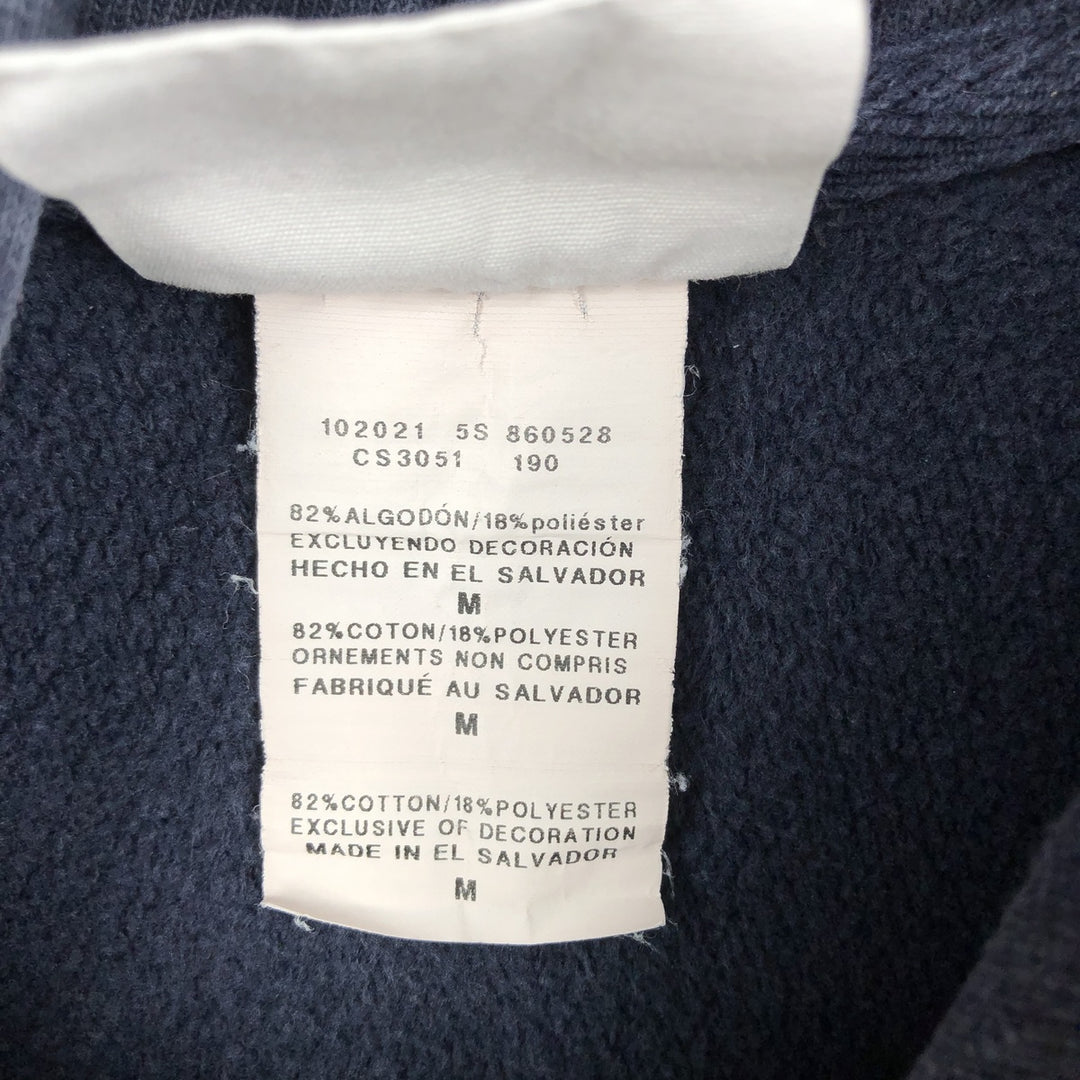 102021 5S 860528
CS3051 190
82%ALGODÓN/18%poliéster
EXCLUYENDO DECORACIÓN
HECHO EN EL SALVADOR
M
82%COTON/18%POLYESTER
ORNEMENTS NON COMPRIS
FABRIQUÉ AU SALVADOR
M
82%COTTON/18%POLYESTER
EXCLUSIVE OF DECORATION
MADE IN EL SALVADOR
M